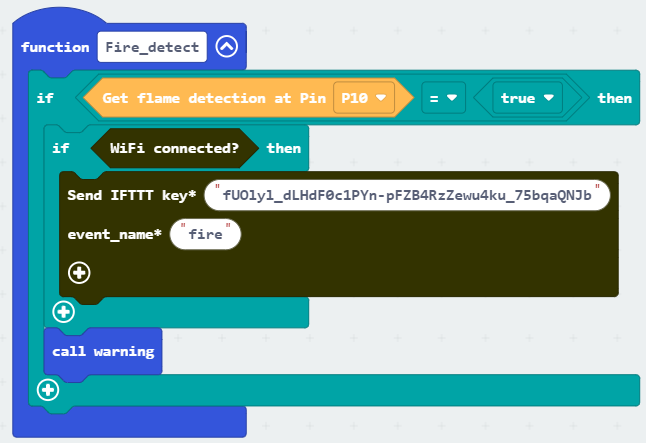 function Fire_detect
if Get flame detection at Pin P10 = true then
if WiFi connected? then
Send IFTTT key* "fUOlyl_dLHdF0c1PYn-pFZB4RzZewu4ku_75bqaQNJb"
event_name* "fire"
call warning